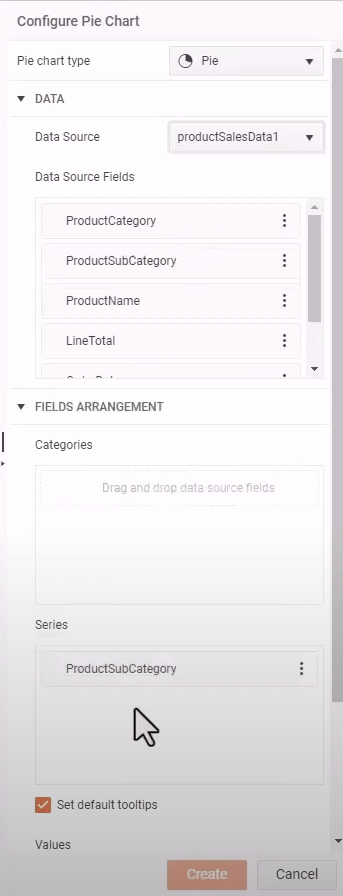 Configure Pie Chart
Pie chart type
Pie
DATA
Data Source
productSalesData1
Data Source Fields
ProductCategory
ProductSubCategory
ProductName
LineTotal
FIELDS ARRANGEMENT
Categories
Drag and drop data source fields
Series
ProductSubCategory
Set default tooltips
Values
Create
Cancel